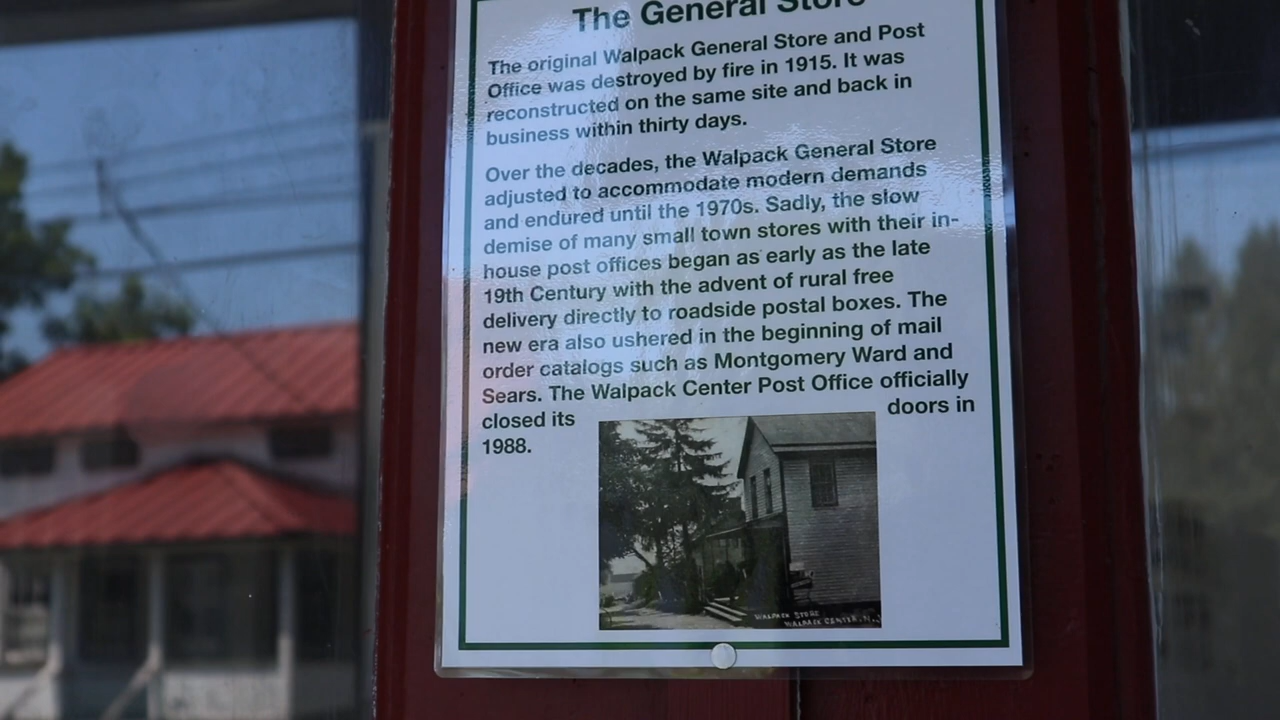 The General Store
The original Walpack General Store and Post
Office was destroyed by fire in 1915. It was
reconstructed on the same site and back in
business within thirty days.
Over the decades, the Walpack General Store
adjusted to accommodate modern demands
and endured until the 1970s. Sadly, the slow
demise of many small town stores with their in-
house post offices began as early as the late
19th Century with the advent of rural free
delivery directly to roadside postal boxes. The
new era also ushered in the beginning of mail
order catalogs such as Montgomery Ward and
Sears. The Walpack Center Post Office officially
closed its doors in
1988.
WALPACK STORE
WALPACK CENTER, N.J.